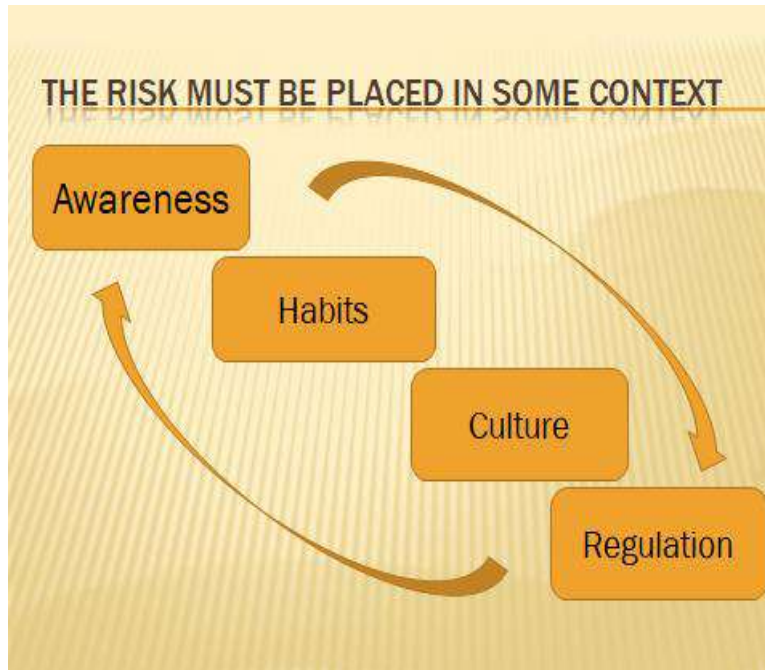 THE RISK MUST BE PLACED IN SOME CONTEXT
Awareness
Habits
Culture
Regulation